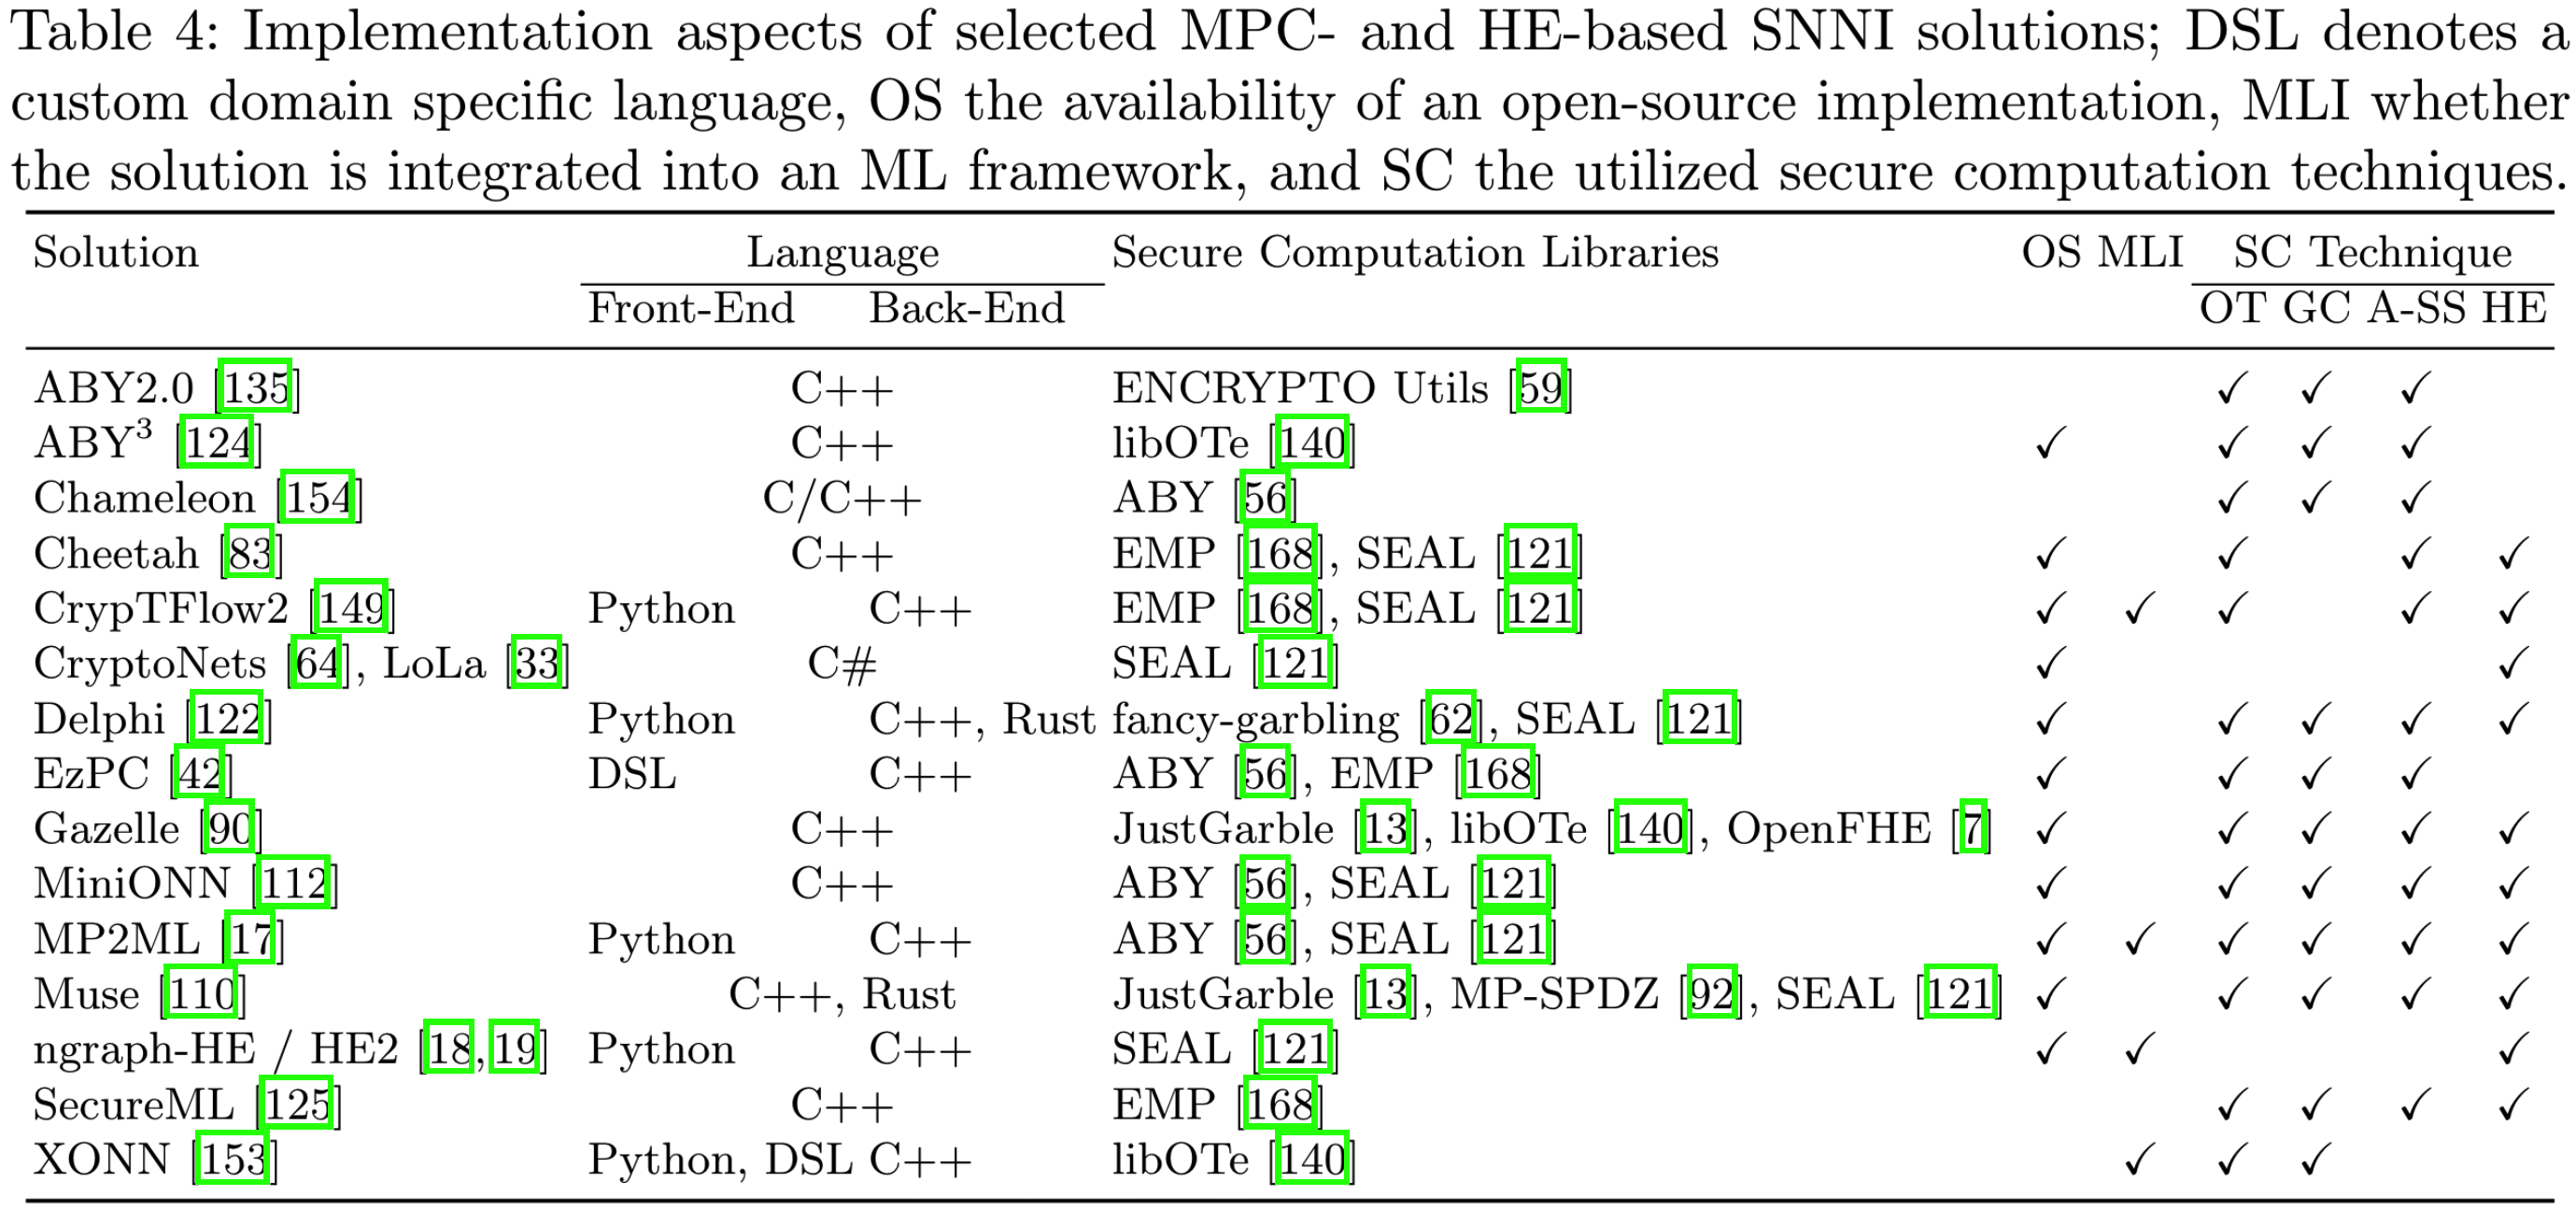 Table 4: Implementation aspects of selected MPC- and HE-based SNNI solutions; DSL denotes a
custom domain specific language, OS the availability of an open-source implementation, MLI whether
the solution is integrated into an ML framework, and SC the utilized secure computation techniques.
Solution Language Secure Computation Libraries OS MLI SC Technique
Front-End Back-End OT GC A-SS HE
ABY2.0 [135] C++ ENCRYPTO Utils [59] ✓ ✓ ✓
ABY³ [124] C++ libOTe [140] ✓ ✓ ✓ ✓
Chameleon [154] C/C++ ABY [56] ✓ ✓ ✓
Cheetah [83] C++ EMP [168], SEAL [121] ✓ ✓ ✓ ✓
CrypTFlow2 [149] Python C++ EMP [168], SEAL [121] ✓ ✓ ✓ ✓ ✓
CryptoNets [64], LoLa [33] C# SEAL [121] ✓ ✓
Delphi [122] Python C++, Rust fancy-garbling [62], SEAL [121] ✓ ✓ ✓ ✓ ✓
EzPC [42] DSL C++ ABY [56], EMP [168] ✓ ✓ ✓ ✓
Gazelle [90] C++ JustGarble [13], libOTe [140], OpenFHE [7] ✓ ✓ ✓ ✓ ✓
MiniONN [112] C++ ABY [56], SEAL [121] ✓ ✓ ✓ ✓ ✓
MP2ML [17] Python C++ ABY [56], SEAL [121] ✓ ✓ ✓ ✓ ✓ ✓
Muse [110] C++, Rust JustGarble [13], MP-SPDZ [92], SEAL [121] ✓ ✓ ✓ ✓ ✓
ngraph-HE / HE2 [18,19] Python C++ SEAL [121] ✓ ✓ ✓
SecureML [125] C++ EMP [168] ✓ ✓ ✓ ✓
XONN [153] Python, DSL C++ libOTe [140] ✓ ✓ ✓